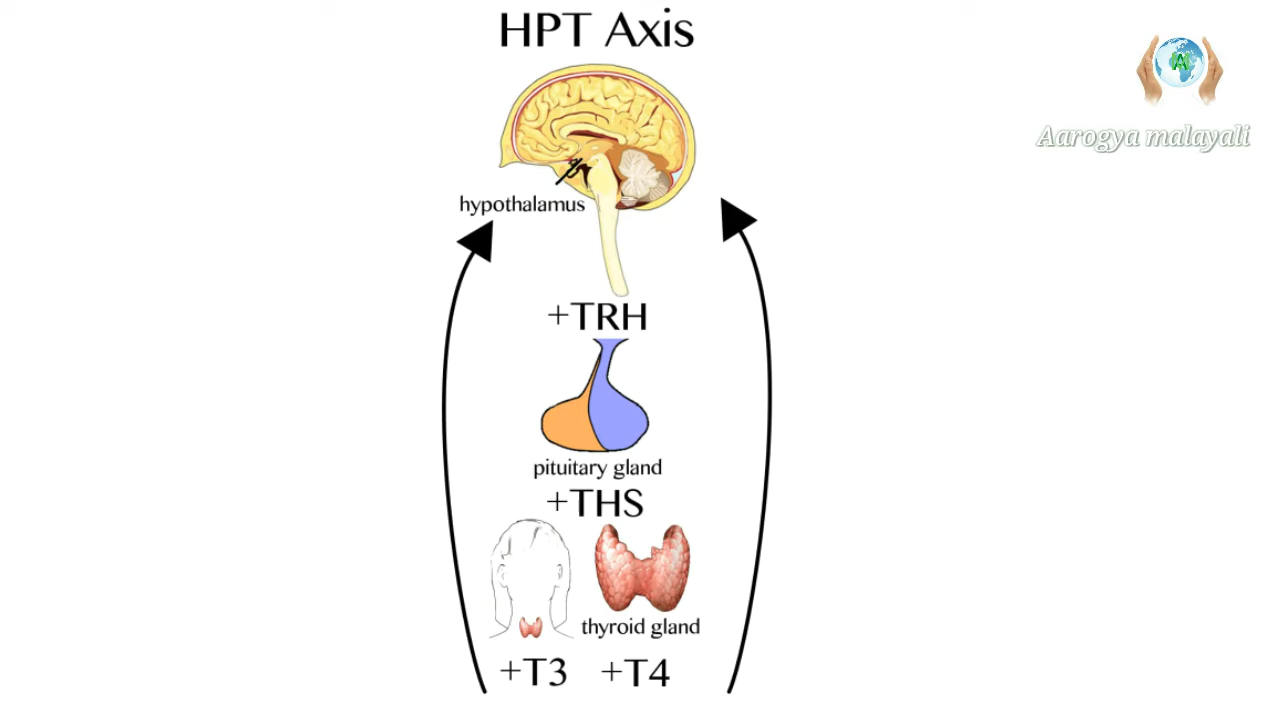 HPT Axis
A
Aarogya malayali
hypothalamus
+TRH
pituitary gland
+THS
thyroid gland
+T3 +T4